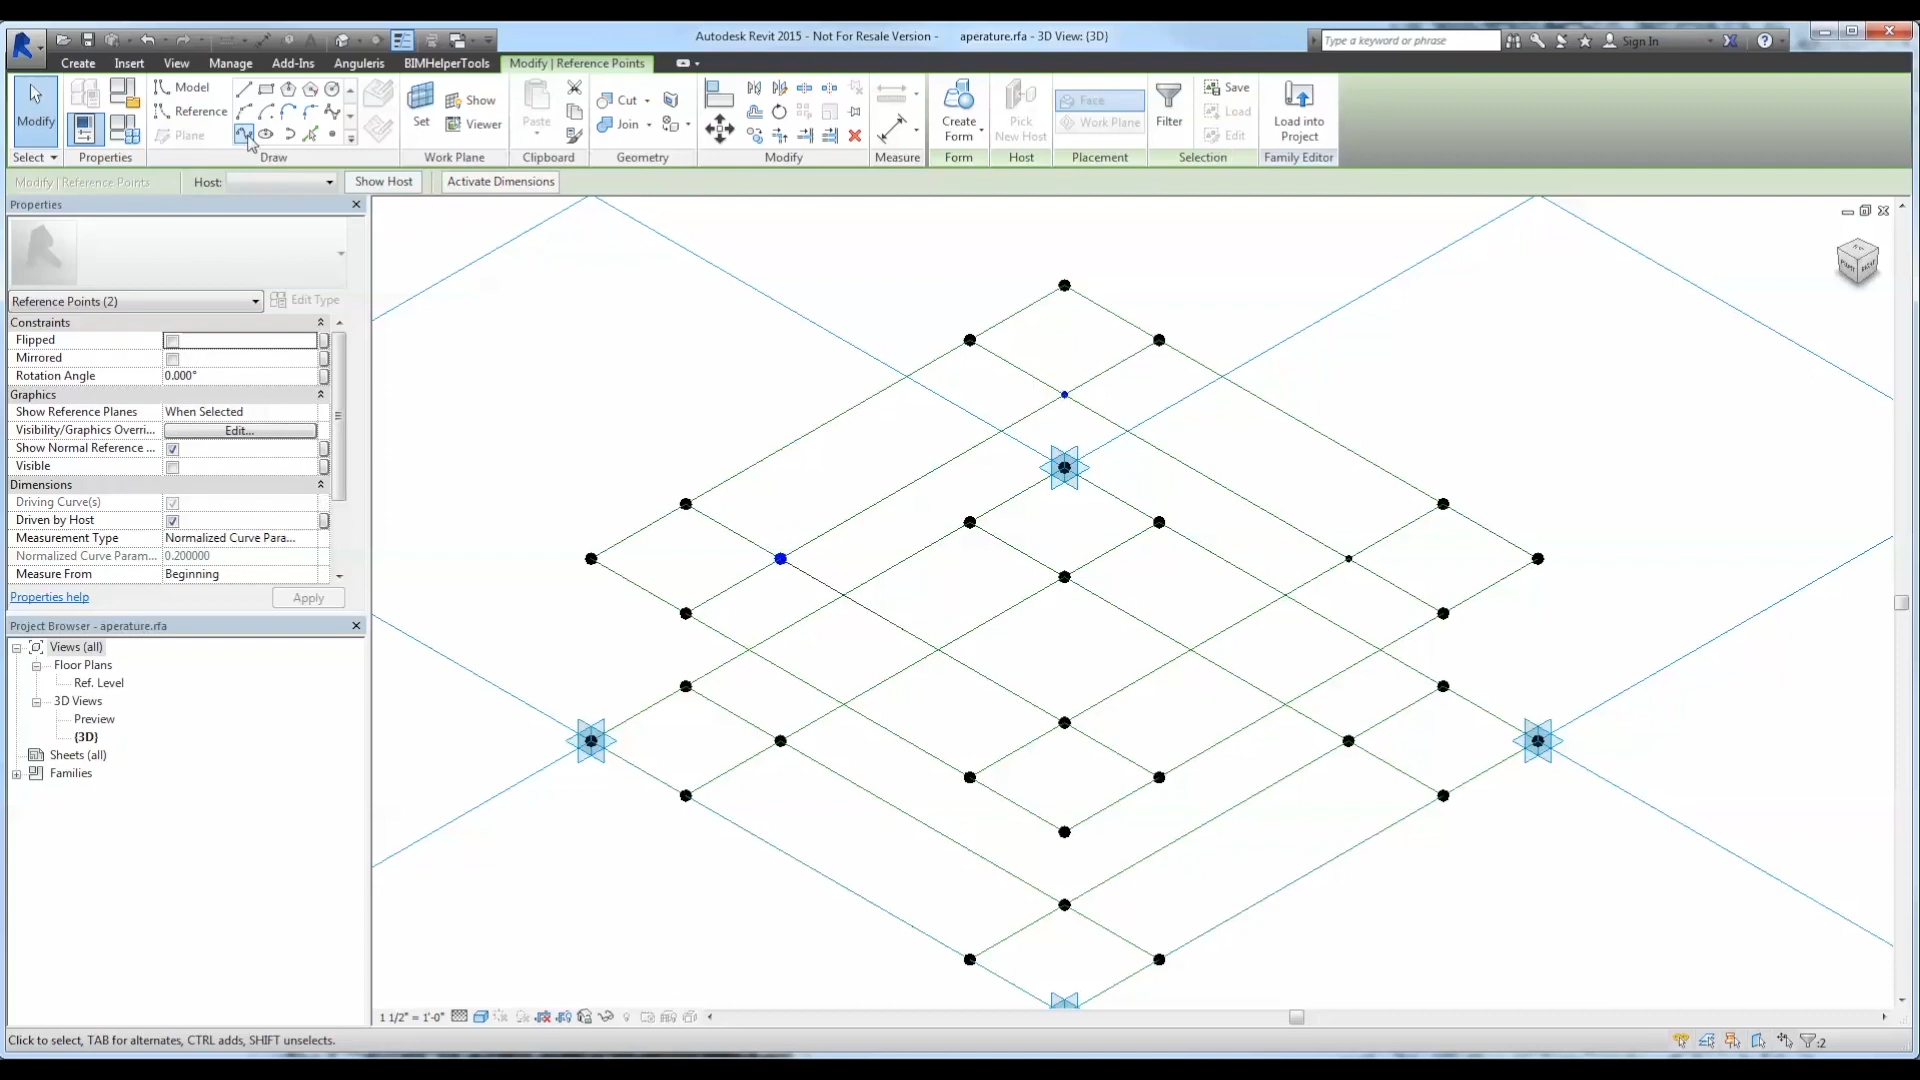 Autodesk Revit 2015 - Not For Resale Version - aperature.rfa - 3D View: {3D}
Type a keyword or phrase
Sign In
Create Insert View Manage Add-Ins Anguleris BIMHelperTools Modify | Reference Points
Modify
Model
Reference
Plane
Set
Show
Viewer
Paste
Cut
Join
Create Form
Pick New Host
Face
Work Plane
Filter
Save
Load
Edit
Load into Project
Select Properties Draw Work Plane Clipboard Geometry Modify Measure Form Host Placement Selection Family Editor
Modify | Reference Points Host: Show Host Activate Dimensions
Properties
Reference Points (2) Edit Type
Constraints
Flipped
Mirrored
Rotation Angle 0.000°
Graphics
Show Reference Planes When Selected
Visibility/Graphics Overri... Edit...
Show Normal Reference ...
Visible
Dimensions
Driving Curve(s)
Driven by Host
Measurement Type Normalized Curve Para...
Normalized Curve Param... 0.200000
Measure From Beginning
Properties help Apply
Project Browser - aperature.rfa
Views (all)
Floor Plans
Ref. Level
3D Views
Preview
{3D}
Sheets (all)
Families
1 1/2" = 1'-0"
Click to select, TAB for alternates, CTRL adds, SHIFT unselects.
:2